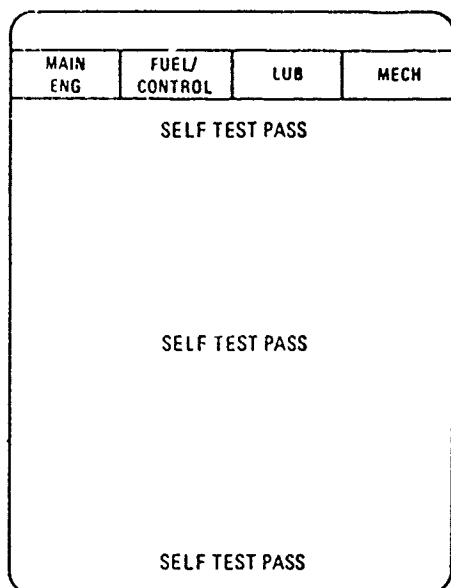 MAIN ENG
FUEL/ CONTROL
LUB
MECH
SELF TEST PASS
SELF TEST PASS
SELF TEST PASS